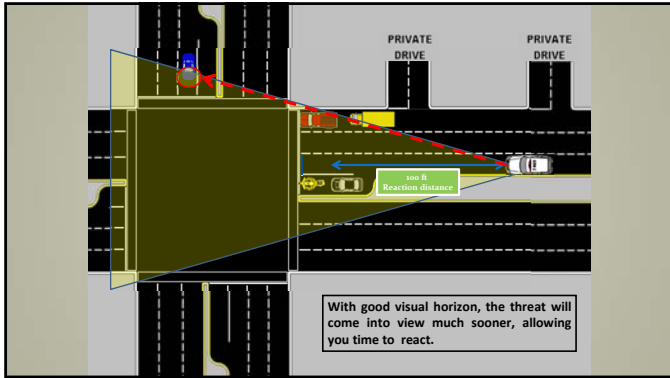 PRIVATE
DRIVE
PRIVATE
DRIVE
100 ft
Reaction distance
With good visual horizon, the threat will
come into view much sooner, allowing
you time to react.